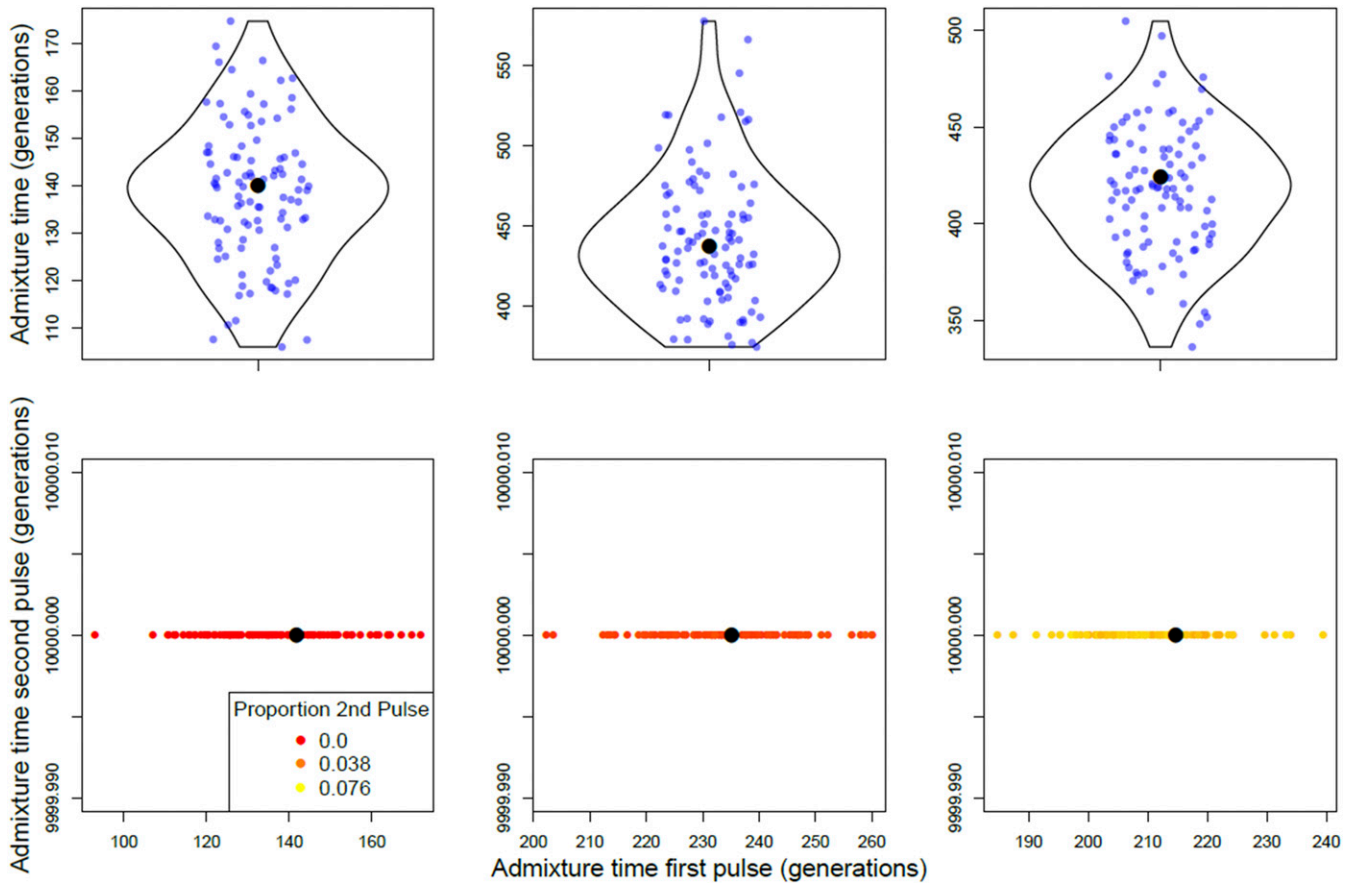 Admixture time (generations)
110 120 130 140 150 160 170
400 450 500 550
350 400 450 500
Admixture time second pulse (generations)
9999.990 10000.000 10000.010
9999.990 10000.000 10000.010
9999.990 10000.000 10000.010
Proportion 2nd Pulse
0.0
0.038
0.076
100 120 140 160
200 210 220 230 240 250 260
190 200 210 220 230 240
Admixture time first pulse (generations)